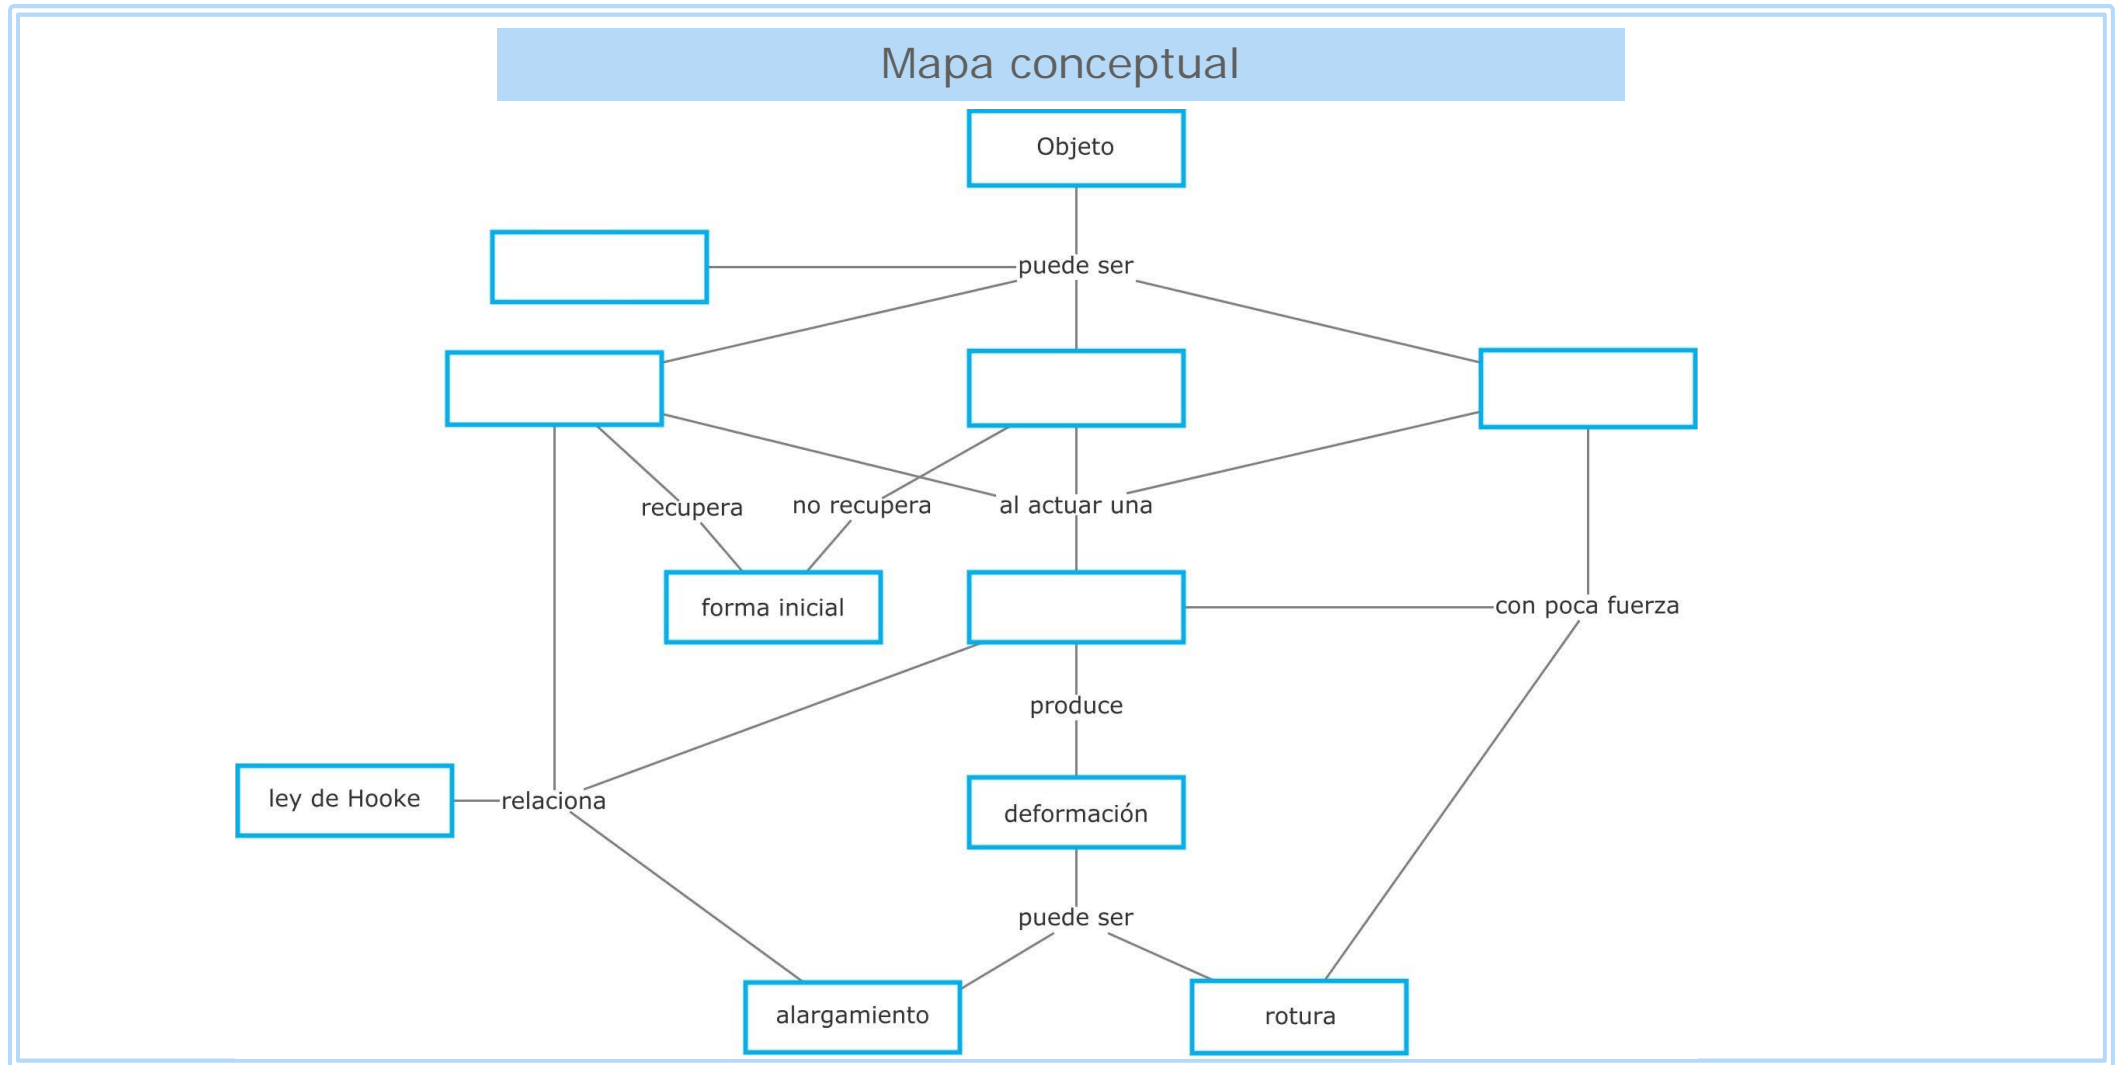 Mapa conceptual
Objeto
puede ser
recupera
no recupera
al actuar una
forma inicial
con poca fuerza
produce
ley de Hooke
relaciona
deformación
puede ser
alargamiento
rotura